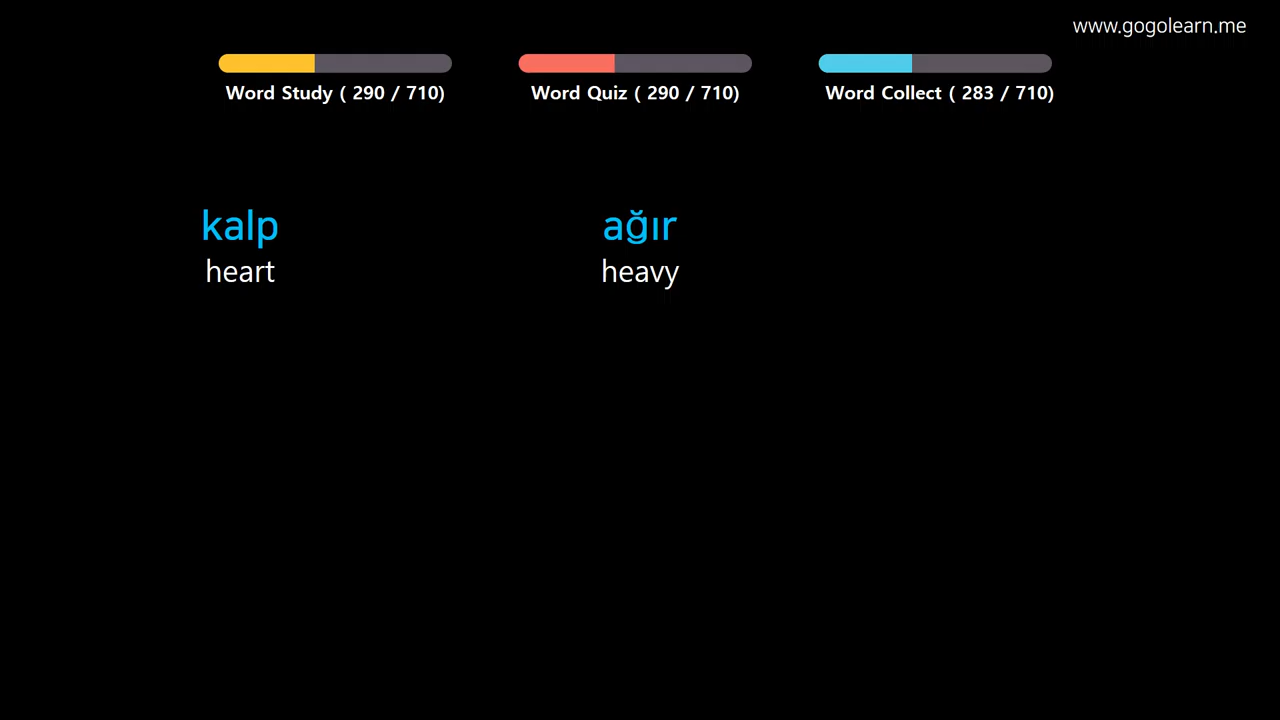 www.gogolearn.me
Word Study ( 290 / 710) Word Quiz ( 290 / 710) Word Collect ( 283 / 710)
kalp ağır
heart heavy